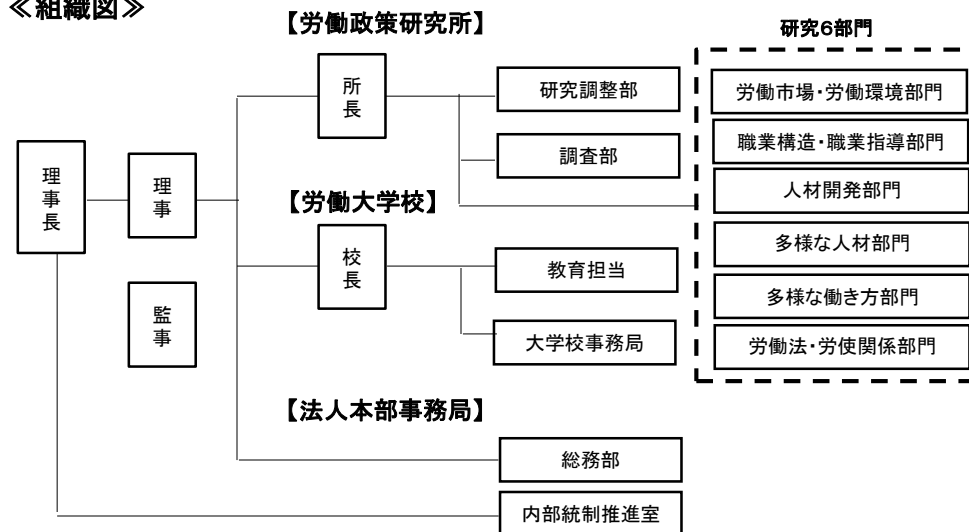 ≪組織図≫
【労働政策研究所】
研究6部門
所長
研究調整部
調査部
労働市場・労働環境部門
職業構造・職業指導部門
人材開発部門
多様な人材部門
多様な働き方部門
労働法・労使関係部門
理事長
理事
監事
【労働大学校】
校長
教育担当
大学校事務局
【法人本部事務局】
総務部
内部統制推進室